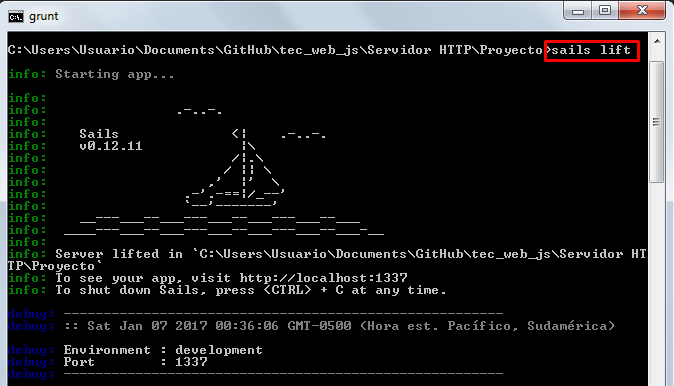 grunt
C:\Users\Usuario\Documents\GitHub\tec_web_js\Servidor HTTP\Proyecto>sails lift
info: Starting app...
info:
info:                .-..-.
info:
info:    Sails              <|    .-..-.
info:    v0.12.11            |\
info:                       /|.\
info:                      / || \
info:                    ,'  |'  \
info:                 .-'.-==|/_--'
info:                 `--'-------'
info:    __---___--___---___--___---___--___
info:  ____---___--___---___--___---___--___-__
info:
info: Server lifted in `C:\Users\Usuario\Documents\GitHub\tec_web_js\Servidor HT
TP\Proyecto`
info: To see your app, visit http://localhost:1337
info: To shut down Sails, press <CTRL> + C at any time.
debug: -------------------------------------------------------
debug: :: Sat Jan 07 2017 00:36:06 GMT-0500 (Hora est. Pacífico, Sudamérica)
debug: Environment : development
debug: Port        : 1337
debug: -------------------------------------------------------